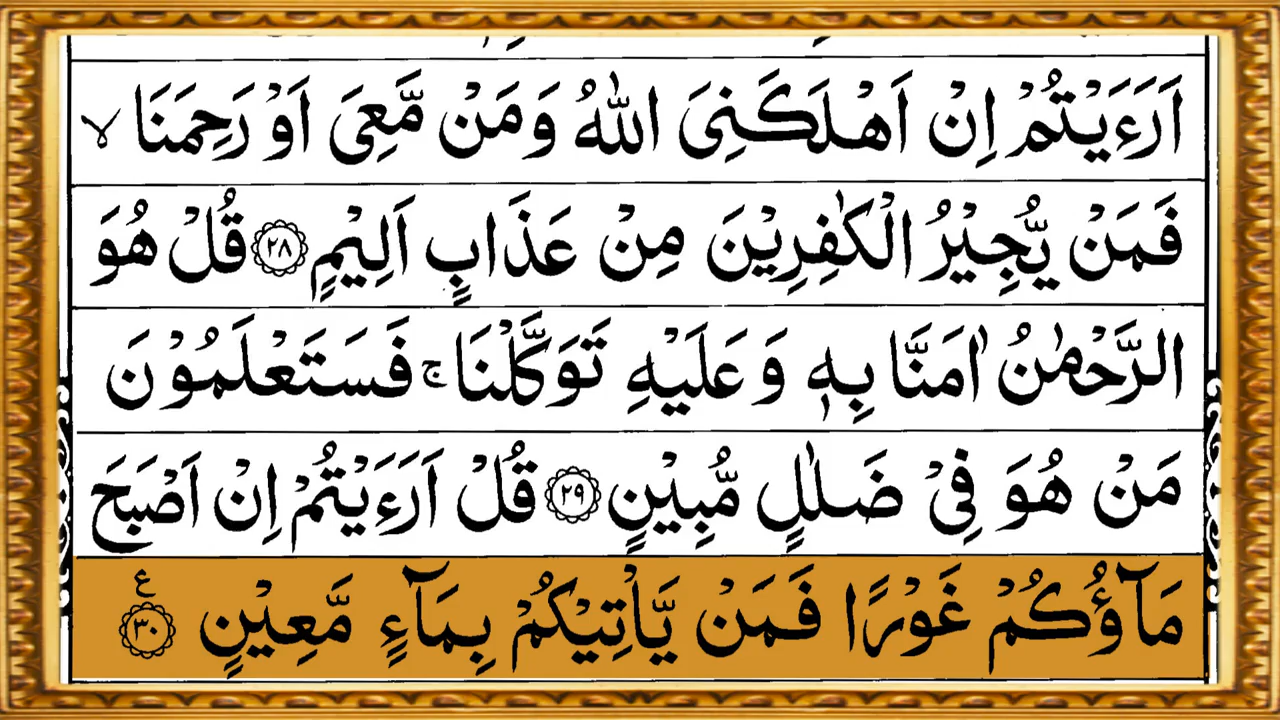 اَرَءَيْتُمْ اِنْ اَهْلَكَنِىَ اللّٰهُ وَمَنْ مَّعِىَ اَوْ رَحِمَنَا ۙ
فَمَنْ يُّجِيْرُ الْكٰفِرِيْنَ مِنْ عَذَابٍ اَلِيْمٍ ۝٢٨ قُلْ هُوَ
الرَّحْمٰنُ اٰمَنَّا بِهٖ وَعَلَيْهِ تَوَكَّلْنَا ۚ فَسَتَعْلَمُوْنَ
مَنْ هُوَ فِىْ ضَلٰلٍ مُّبِيْنٍ ۝٢٩ قُلْ اَرَءَيْتُمْ اِنْ اَصْبَحَ
مَآؤُكُمْ غَوْرًا فَمَنْ يَّاْتِيْكُمْ بِمَآءٍ مَّعِيْنٍ ۝٣٠ ع